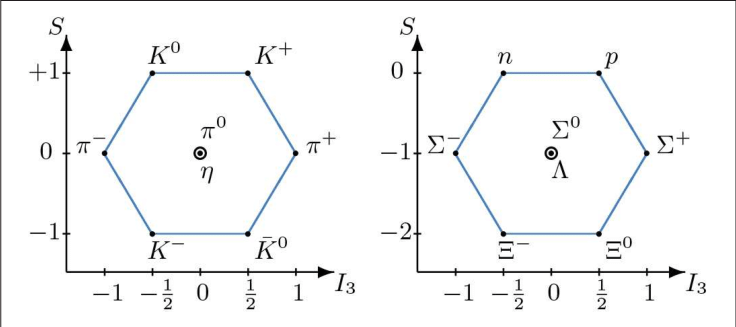 S S
K⁰ K⁺ n p
+1 0
π⁰ Σ⁰
0 π⁻ π⁺ −1 Σ⁻ Σ⁺
η Λ
−1 −2
K⁻ K̄⁰ Ξ⁻ Ξ⁰
I₃ I₃
−1 −½ 0 ½ 1 −1 −½ 0 ½ 1